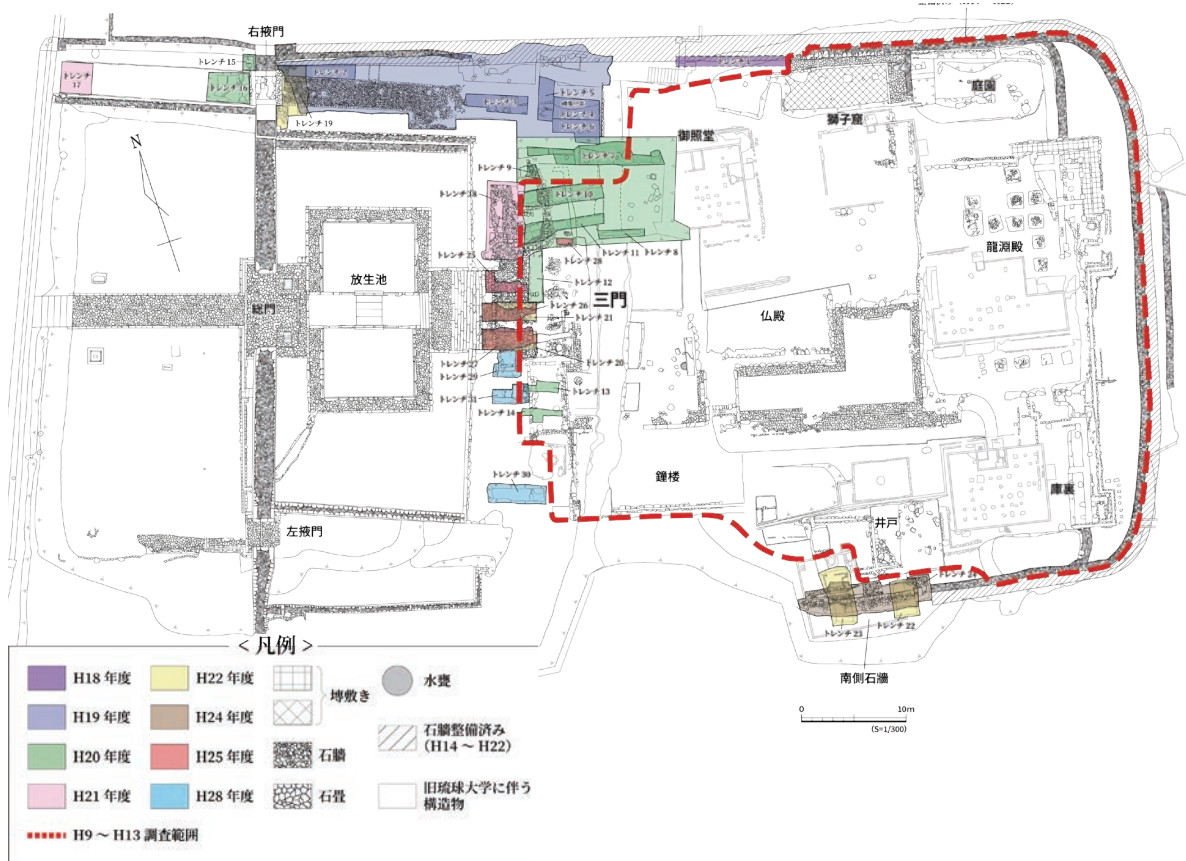 右掖門
トレンチ15
トレンチ
17
トレンチ16
トレンチ19
トレンチ5
庭園
獅子窟
御照堂
N
トレンチ9
トレンチ18
トレンチ10
トレンチ25
トレンチ11
トレンチ8
トレンチ28
トレンチ12
龍淵殿
放生池
三門
トレンチ26
トレンチ21
総門
仏殿
トレンチ20
トレンチ27
トレンチ29
トレンチ13
トレンチ31
トレンチ14
トレンチ30
鐘楼
庫裏
左掖門
井戸
トレンチ24
トレンチ23
トレンチ22
南側石牆
0 10m
(S=1/300)
<凡例>
H18年度
H22年度
塼敷き
水甕
H19年度
H24年度
石牆整備済み
(H14～H22)
H20年度
H25年度
石牆
H21年度
H28年度
石畳
旧琉球大学に伴う
構造物
H9～H13調査範囲